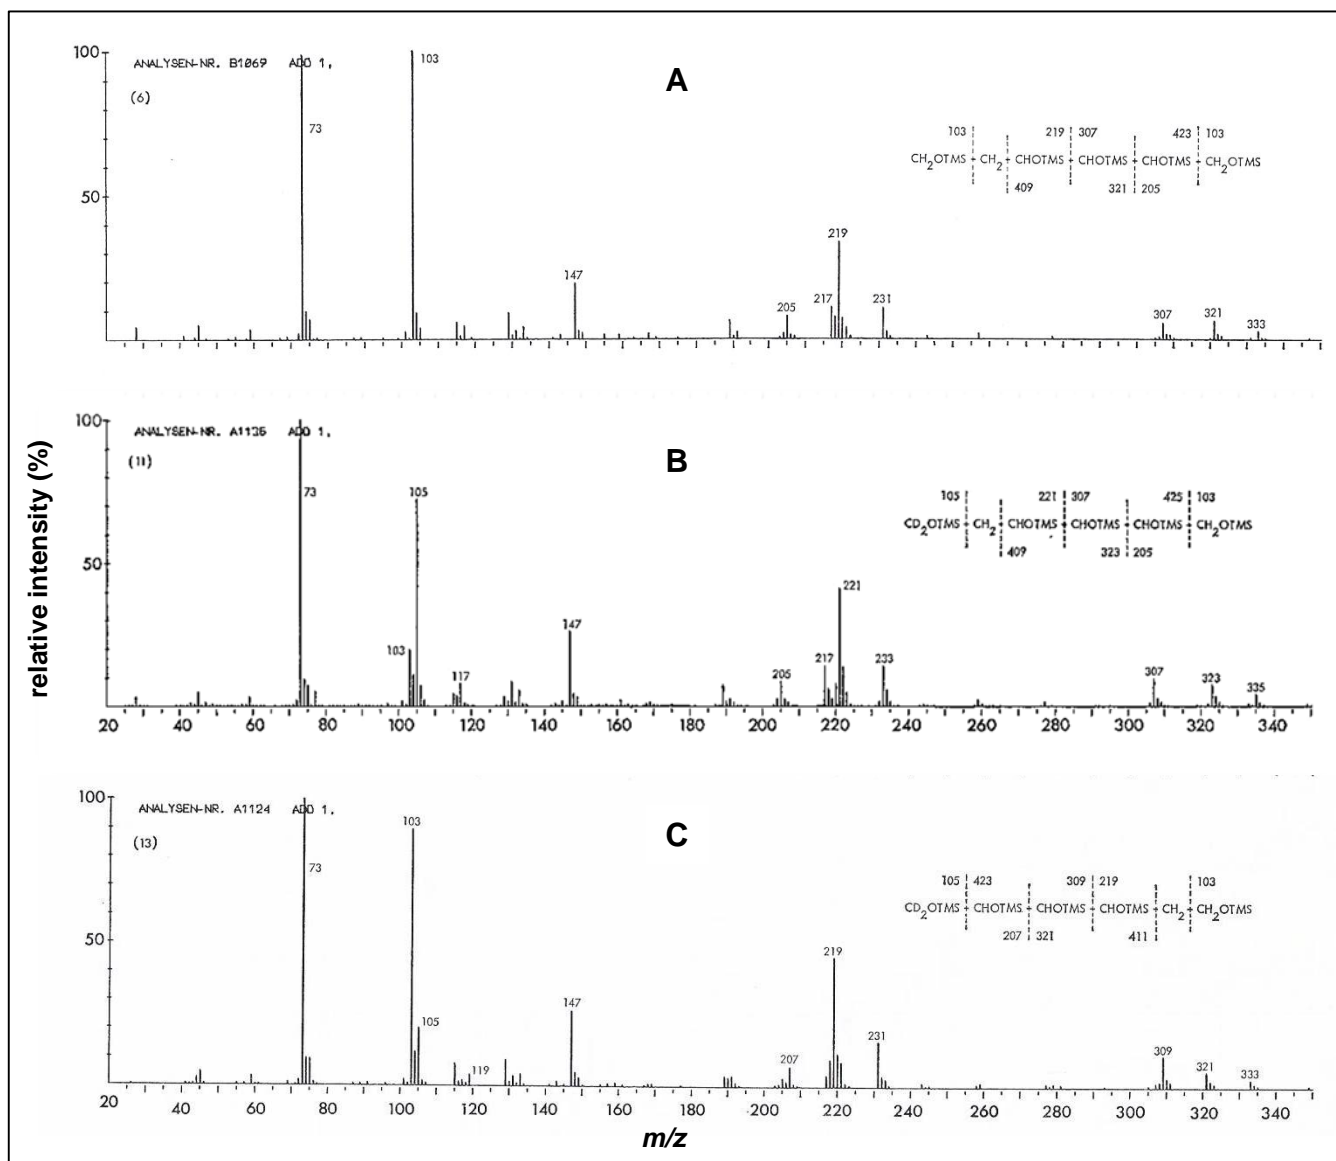 relative intensity (%)
A
ANALYSEN-NR. B1069 ADD 1,
(6)
100
50
73
103
147
205
217
219
231
307
321
333
103 219 307 423 103
CH2OTMS CH2 CHOTMS CHOTMS CHOTMS CH2OTMS
409 321 205
B
ANALYSEN-NR. A1135 ADD 1,
(11)
100
50
73
103
105
117
147
205
217
221
233
307
323
335
105 221 307 425 103
CD2OTMS CH2 CHOTMS CHOTMS CHOTMS CH2OTMS
409 323 205
20 40 60 80 100 120 140 160 180 200 220 240 260 280 300 320 340
C
ANALYSEN-NR. A1124 ADD 1.
(13)
100
50
73
103
105
119
147
207
219
231
309
321
333
105 423 309 219 103
CD2OTMS CHOTMS CHOTMS CHOTMS CH2 CH2OTMS
207 321 411
20 40 60 80 100 120 140 160 180 200 220 240 260 280 300 320 340
m/z